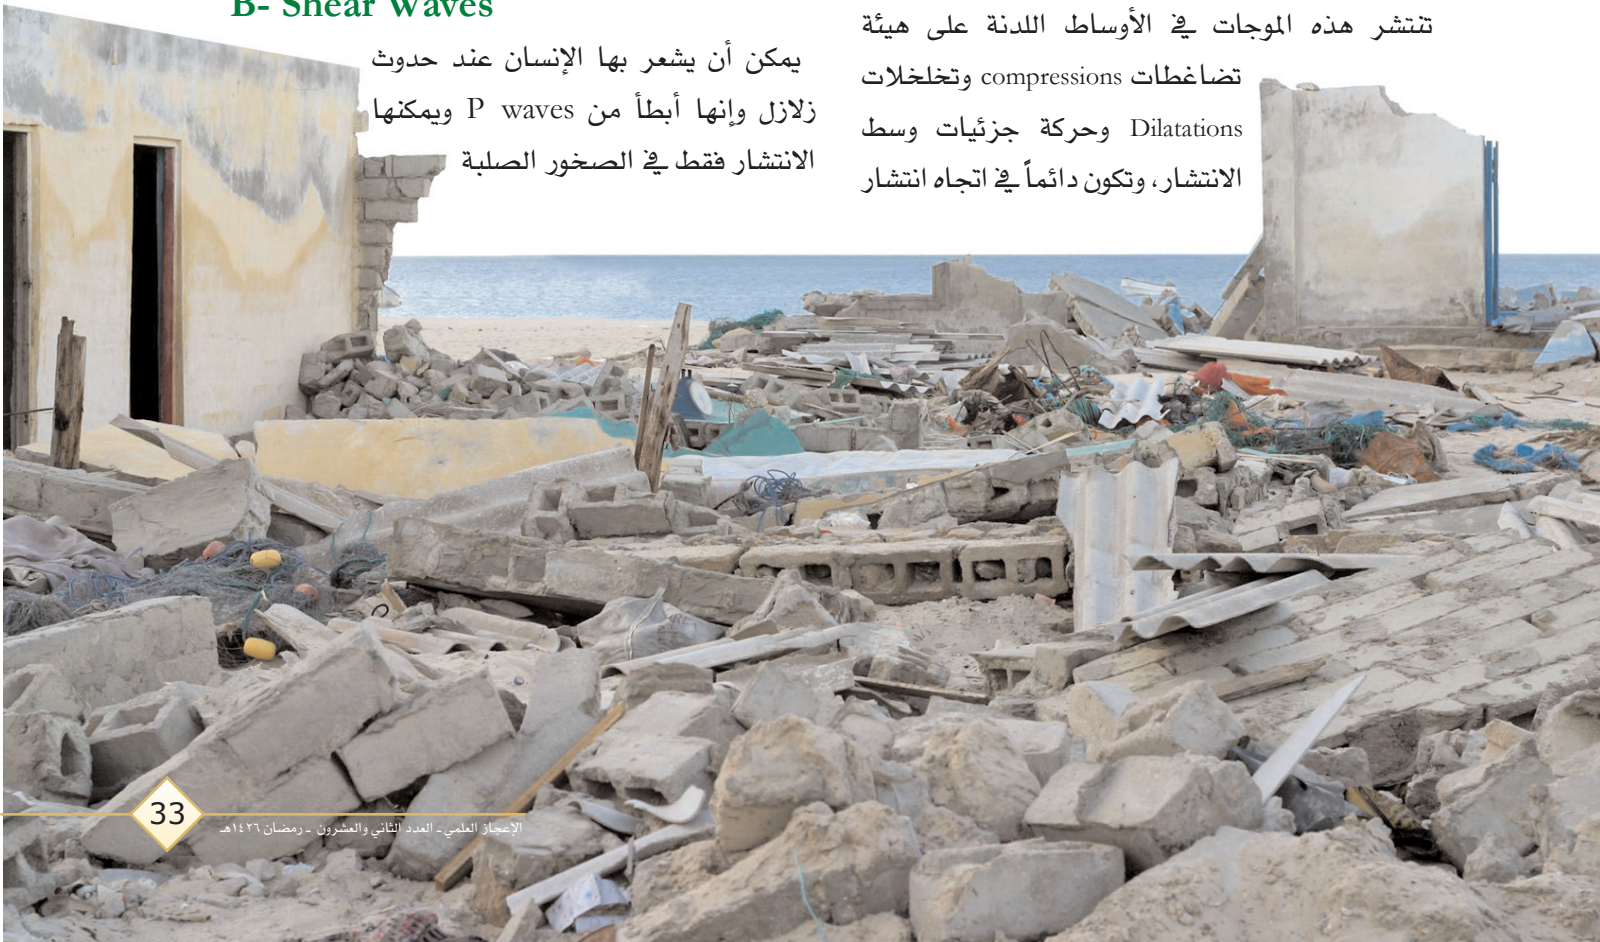 تنتشر هذه الموجات في الأوساط اللدنة على هيئة
تضاغطات compressions وتخلخلات
Dilatations وحركة جزئيات وسط
الانتشار، وتكون دائماً في اتجاه انتشار
B- Shear Waves
يمكن أن يشعر بها الإنسان عند حدوث
زلازل وإنها أبطأ من P waves ويمكنها
الانتشار فقط في الصخور الصلبة
33
الإعجاز العلمي ـ العدد الثاني والعشرون ـ رمضان ١٤٢٦هـ